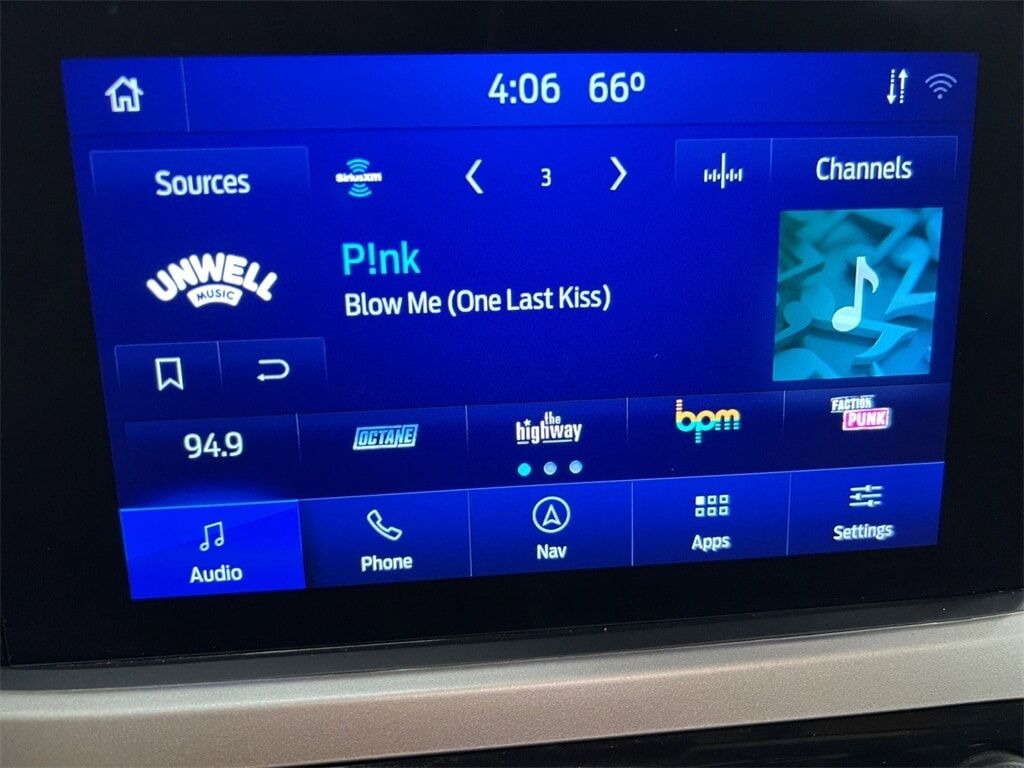 4:06 66°
Sources
SiriusXM
3
Channels
UNWELL
MUSIC
P!nk
Blow Me (One Last Kiss)
94.9
OCTANE
the
highway
bpm
FACTION
PUNK
Audio
Phone
Nav
Apps
Settings